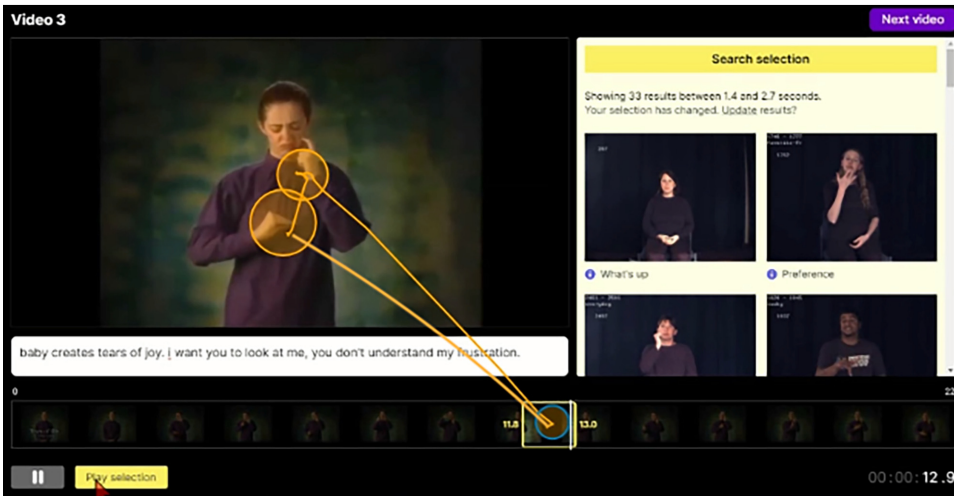 Video 3
Next video
Search selection
Showing 33 results between 1.4 and 2.7 seconds.
Your selection has changed. Update results?
What's up
Preference
baby creates tears of joy. i want you to look at me, you don't understand my frustration.
0
22
11.8
13.0
Play selection
00:00:12.9